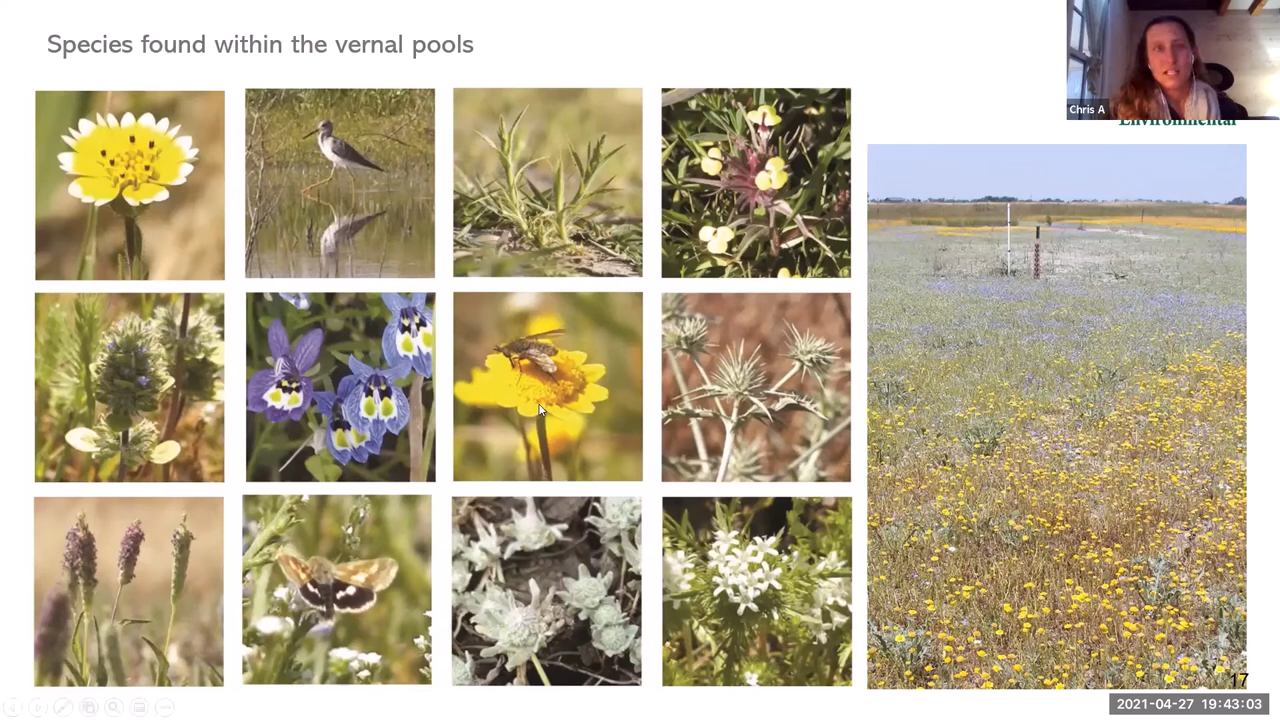 Species found within the vernal pools
Chris A
Environmental
17
2021-04-27 19:43:03